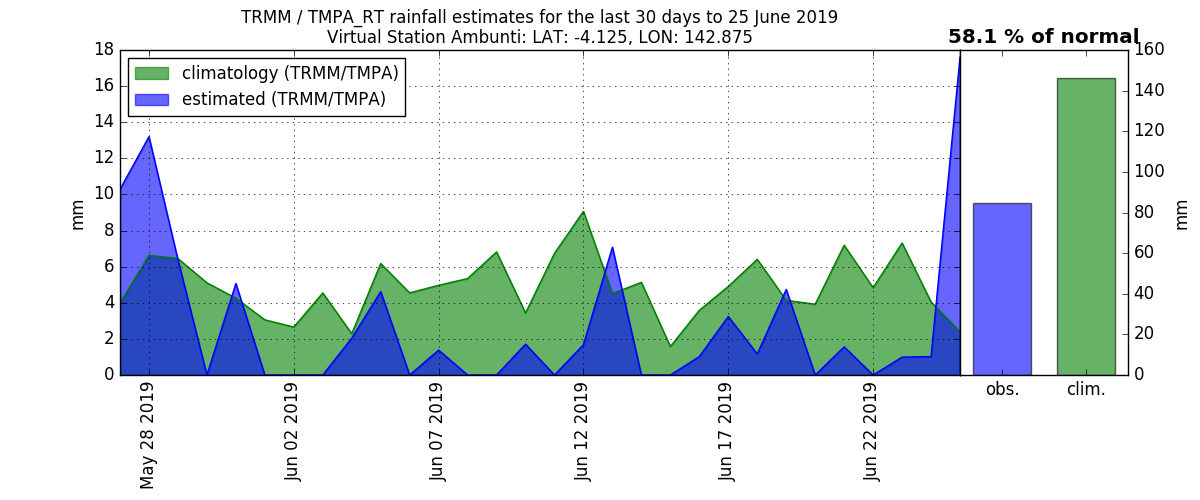 TRMM / TMPA_RT rainfall estimates for the last 30 days to 25 June 2019
Virtual Station Ambunti: LAT: -4.125, LON: 142.875
58.1 % of normal
climatology (TRMM/TMPA)
estimated (TRMM/TMPA)
18
16
14
12
10
8
6
4
2
0
mm
May 28 2019
Jun 02 2019
Jun 07 2019
Jun 12 2019
Jun 17 2019
Jun 22 2019
obs.
clim.
160
140
120
100
80
60
40
20
0
mm